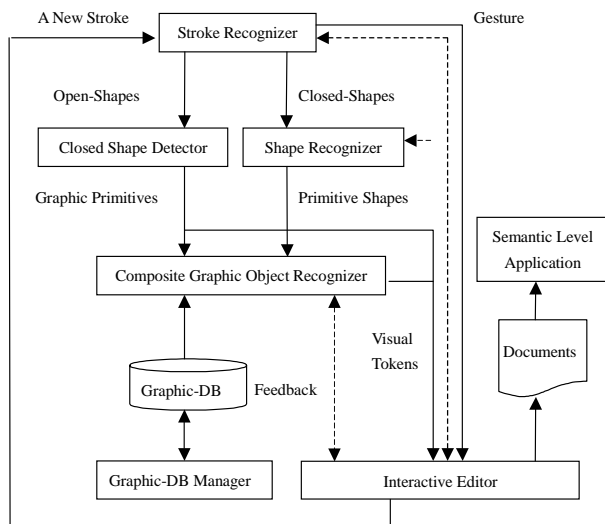 A New Stroke
Stroke Recognizer
Gesture
Open-Shapes
Closed-Shapes
Closed Shape Detector
Shape Recognizer
Graphic Primitives
Primitive Shapes
Semantic Level
Application
Composite Graphic Object Recognizer
Visual
Tokens
Documents
Graphic-DB
Feedback
Graphic-DB Manager
Interactive Editor